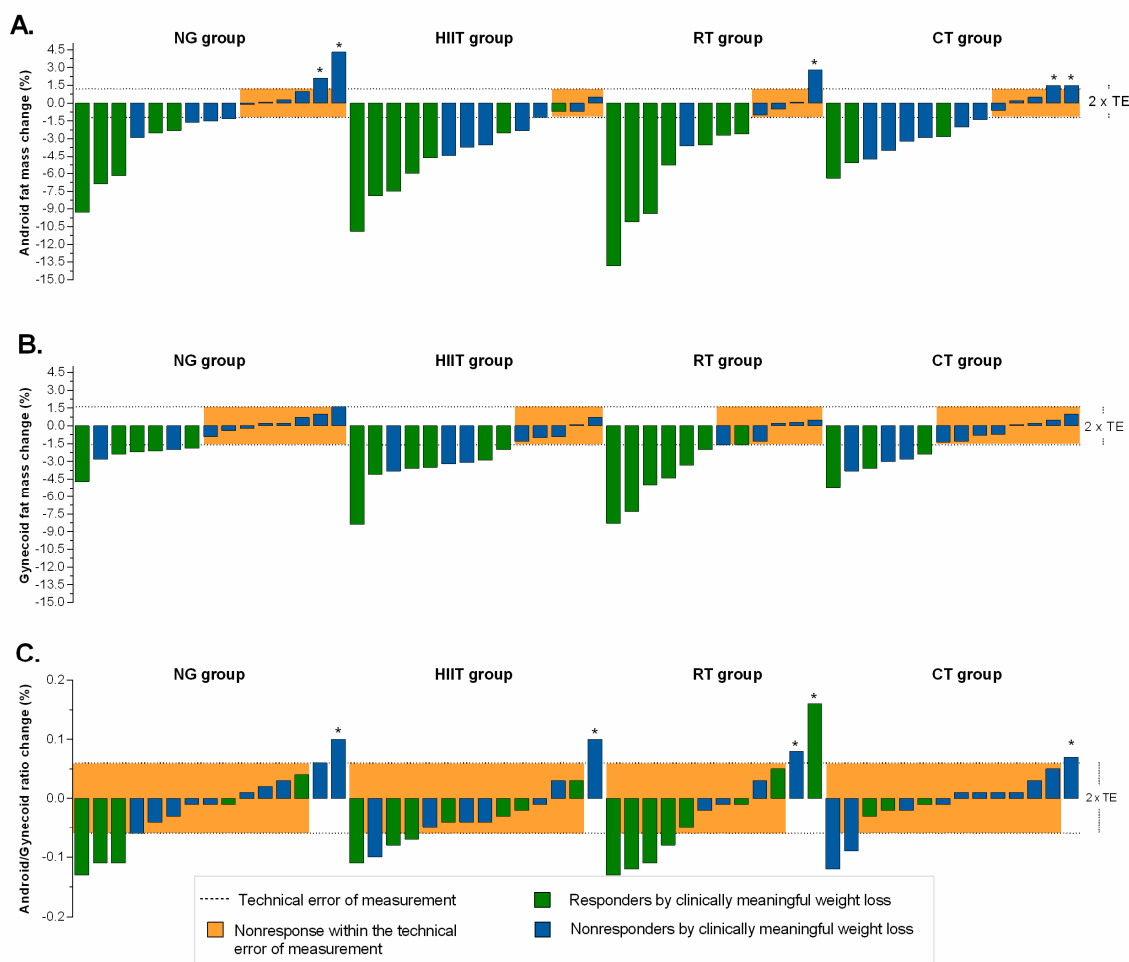 A.
NG group
HIIT group
RT group
CT group
Android fat mass change (%)
4.5
3.0
1.5
0.0
-1.5
-3.0
-4.5
-6.0
-7.5
-9.0
-10.5
-12.0
-13.5
-15.0
*
*
*
*
*
2 x TE
B.
NG group
HIIT group
RT group
CT group
Gynecoid fat mass change (%)
4.5
3.0
1.5
0.0
-1.5
-3.0
-4.5
-6.0
-7.5
-9.0
-10.5
-12.0
-13.5
-15.0
2 x TE
C.
NG group
HIIT group
RT group
CT group
Android/Gynecoid ratio change (%)
0.2
0.1
0.0
-0.1
-0.2
*
*
*
*
*
2 x TE
Technical error of measurement
Responders by clinically meaningful weight loss
Nonresponse within the technical
error of measurement
Nonresponders by clinically meaningful weight loss